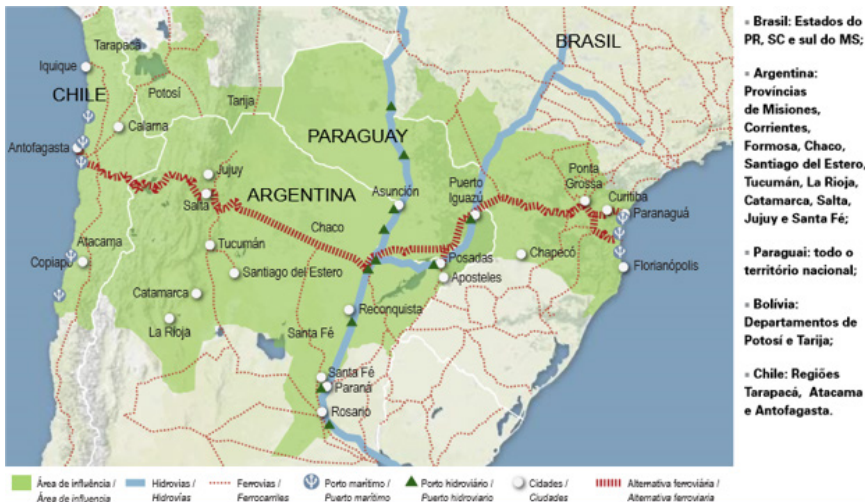 BRASIL
Tarapacá
Iquique
CHILE
Potosí
Tarija
Calama
PARAGUAY
Antofagasta
Jujuy
ARGENTINA
Salta
Asunción
Puerto
Iguazú
Ponta
Grossa
Curitiba
Paranaguá
Chaco
Atacama
Tucumán
Copiapu
Posadas
Chapecó
Florianópolis
Santiago del Estero
Aposteles
Catamarca
Reconquista
La Rioja
Santa Fé
Santa Fé
Paraná
Rosario
▪ Brasil: Estados do
PR, SC e sul do MS;
▪ Argentina:
Províncias
de Misiones,
Corrientes,
Formosa, Chaco,
Santiago del Estero,
Tucumán, La Rioja,
Catamarca, Salta,
Jujuy e Santa Fé;
▪ Paraguai: todo o
território nacional;
▪ Bolívia:
Departamentos de
Potosí e Tarija;
▪ Chile: Regiões
Tarapacá, Atacama
e Antofagasta.
Área de influência /
Área de influencia
Hidrovias /
Hidrovías
Ferrovias /
Ferrocarriles
Porto marítimo /
Puerto marítimo
Porto hidroviário /
Puerto hidroviario
Cidades /
Ciudades
Alternativa ferroviária /
Alternativa ferroviaria